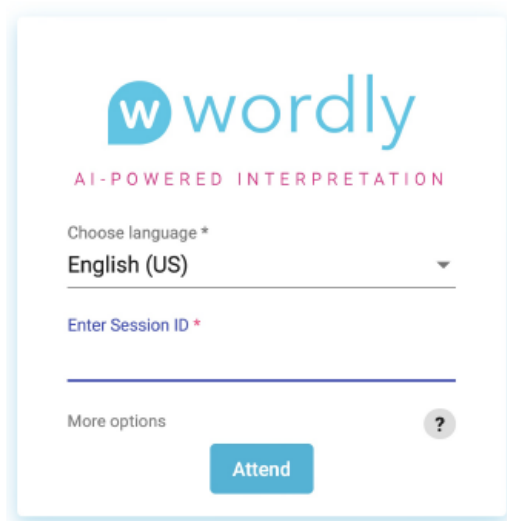 w wordly
AI-POWERED INTERPRETATION
Choose language *
English (US)
Enter Session ID *
More options
?
Attend